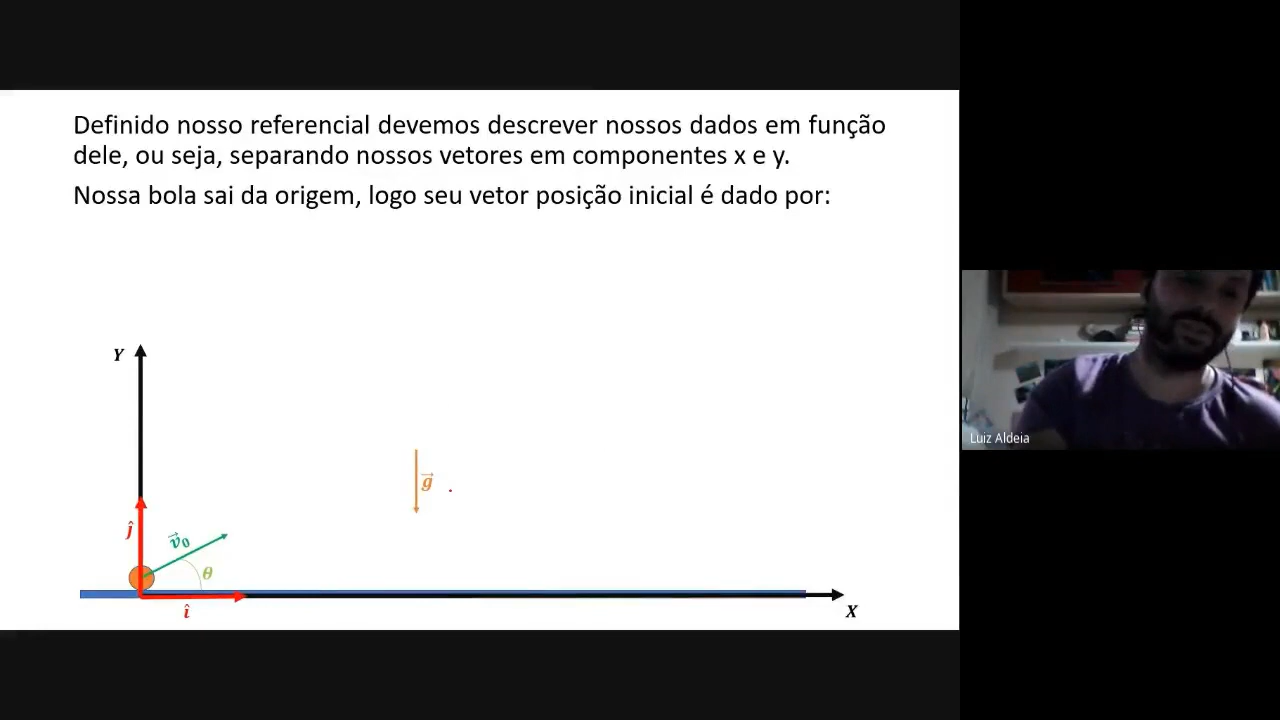 Definido nosso referencial devemos descrever nossos dados em função
dele, ou seja, separando nossos vetores em componentes x e y.
Nossa bola sai da origem, logo seu vetor posição inicial é dado por:
Y
g⃗
ĵ
v⃗₀
θ
î
X
Luiz Aldeia